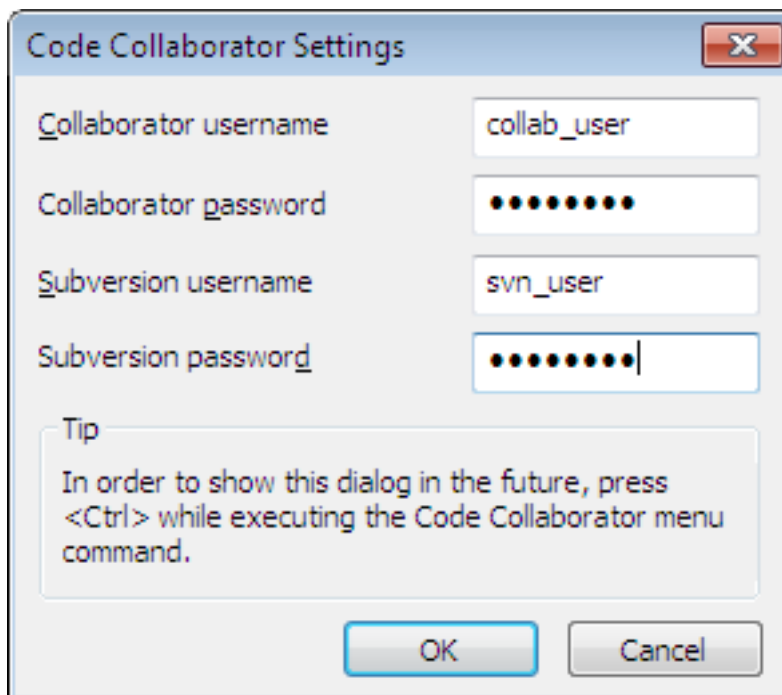 Code Collaborator Settings
Collaborator username collab_user
Collaborator password ●●●●●●●●
Subversion username svn_user
Subversion password ●●●●●●●●
Tip
In order to show this dialog in the future, press
<Ctrl> while executing the Code Collaborator menu
command.
OK Cancel